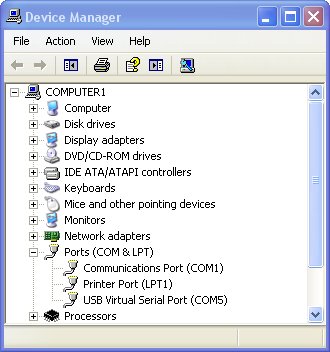 Device Manager
File Action View Help
COMPUTER1
Computer
Disk drives
Display adapters
DVD/CD-ROM drives
IDE ATA/ATAPI controllers
Keyboards
Mice and other pointing devices
Monitors
Network adapters
Ports (COM & LPT)
Communications Port (COM1)
Printer Port (LPT1)
USB Virtual Serial Port (COM5)
Processors